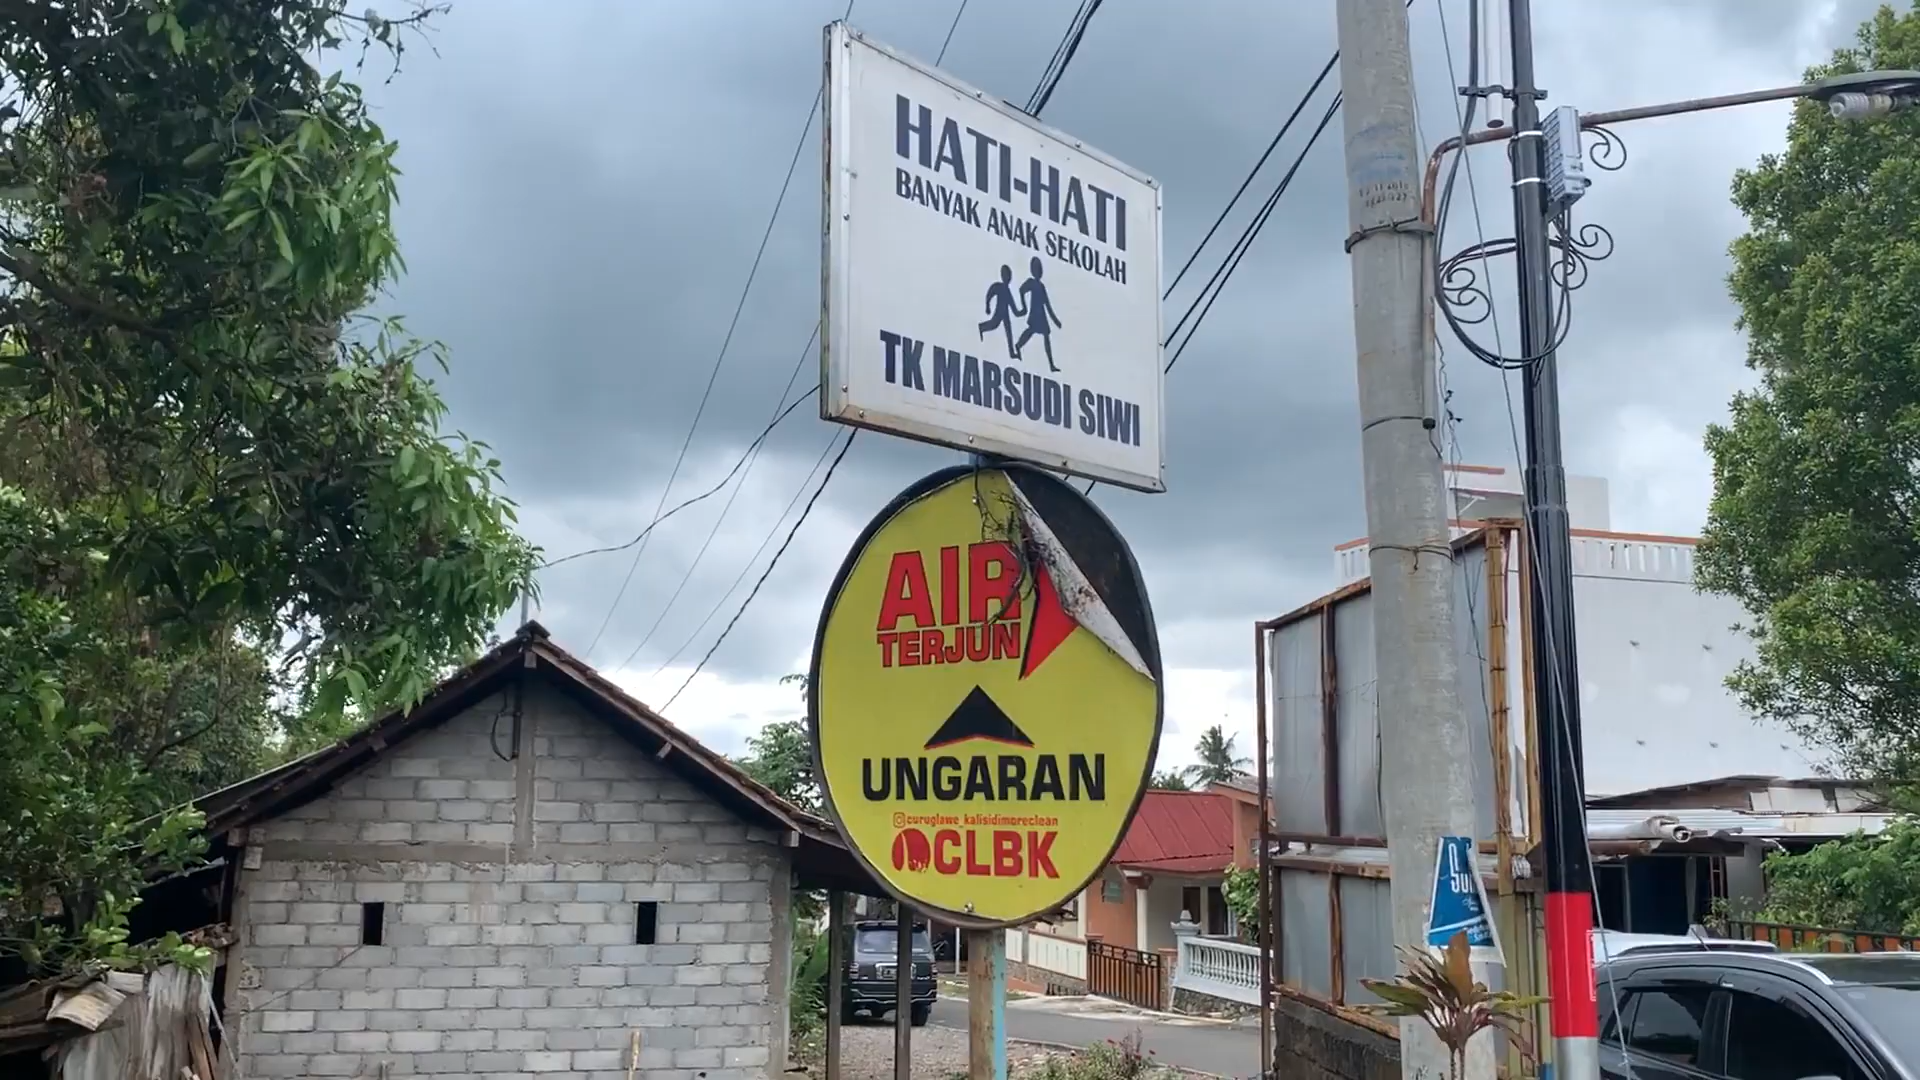 HATI-HATI
BANYAK ANAK SEKOLAH
TK MARSUDI SIWI
AIR
TERJUN
UNGARAN
curuglawe_kalisidimoreclean
CLBK